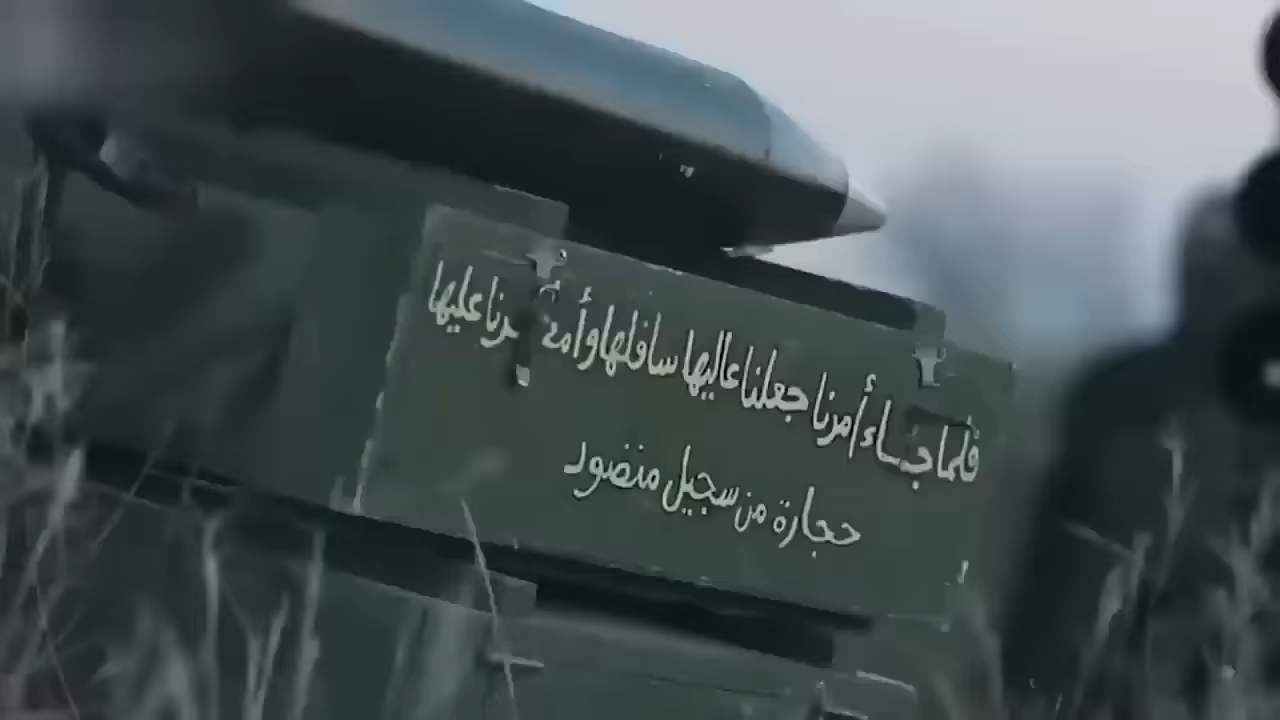 فلما جاء أمرنا جعلنا عاليها سافلها وأمطرنا عليها
حجارة من سجيل منضود